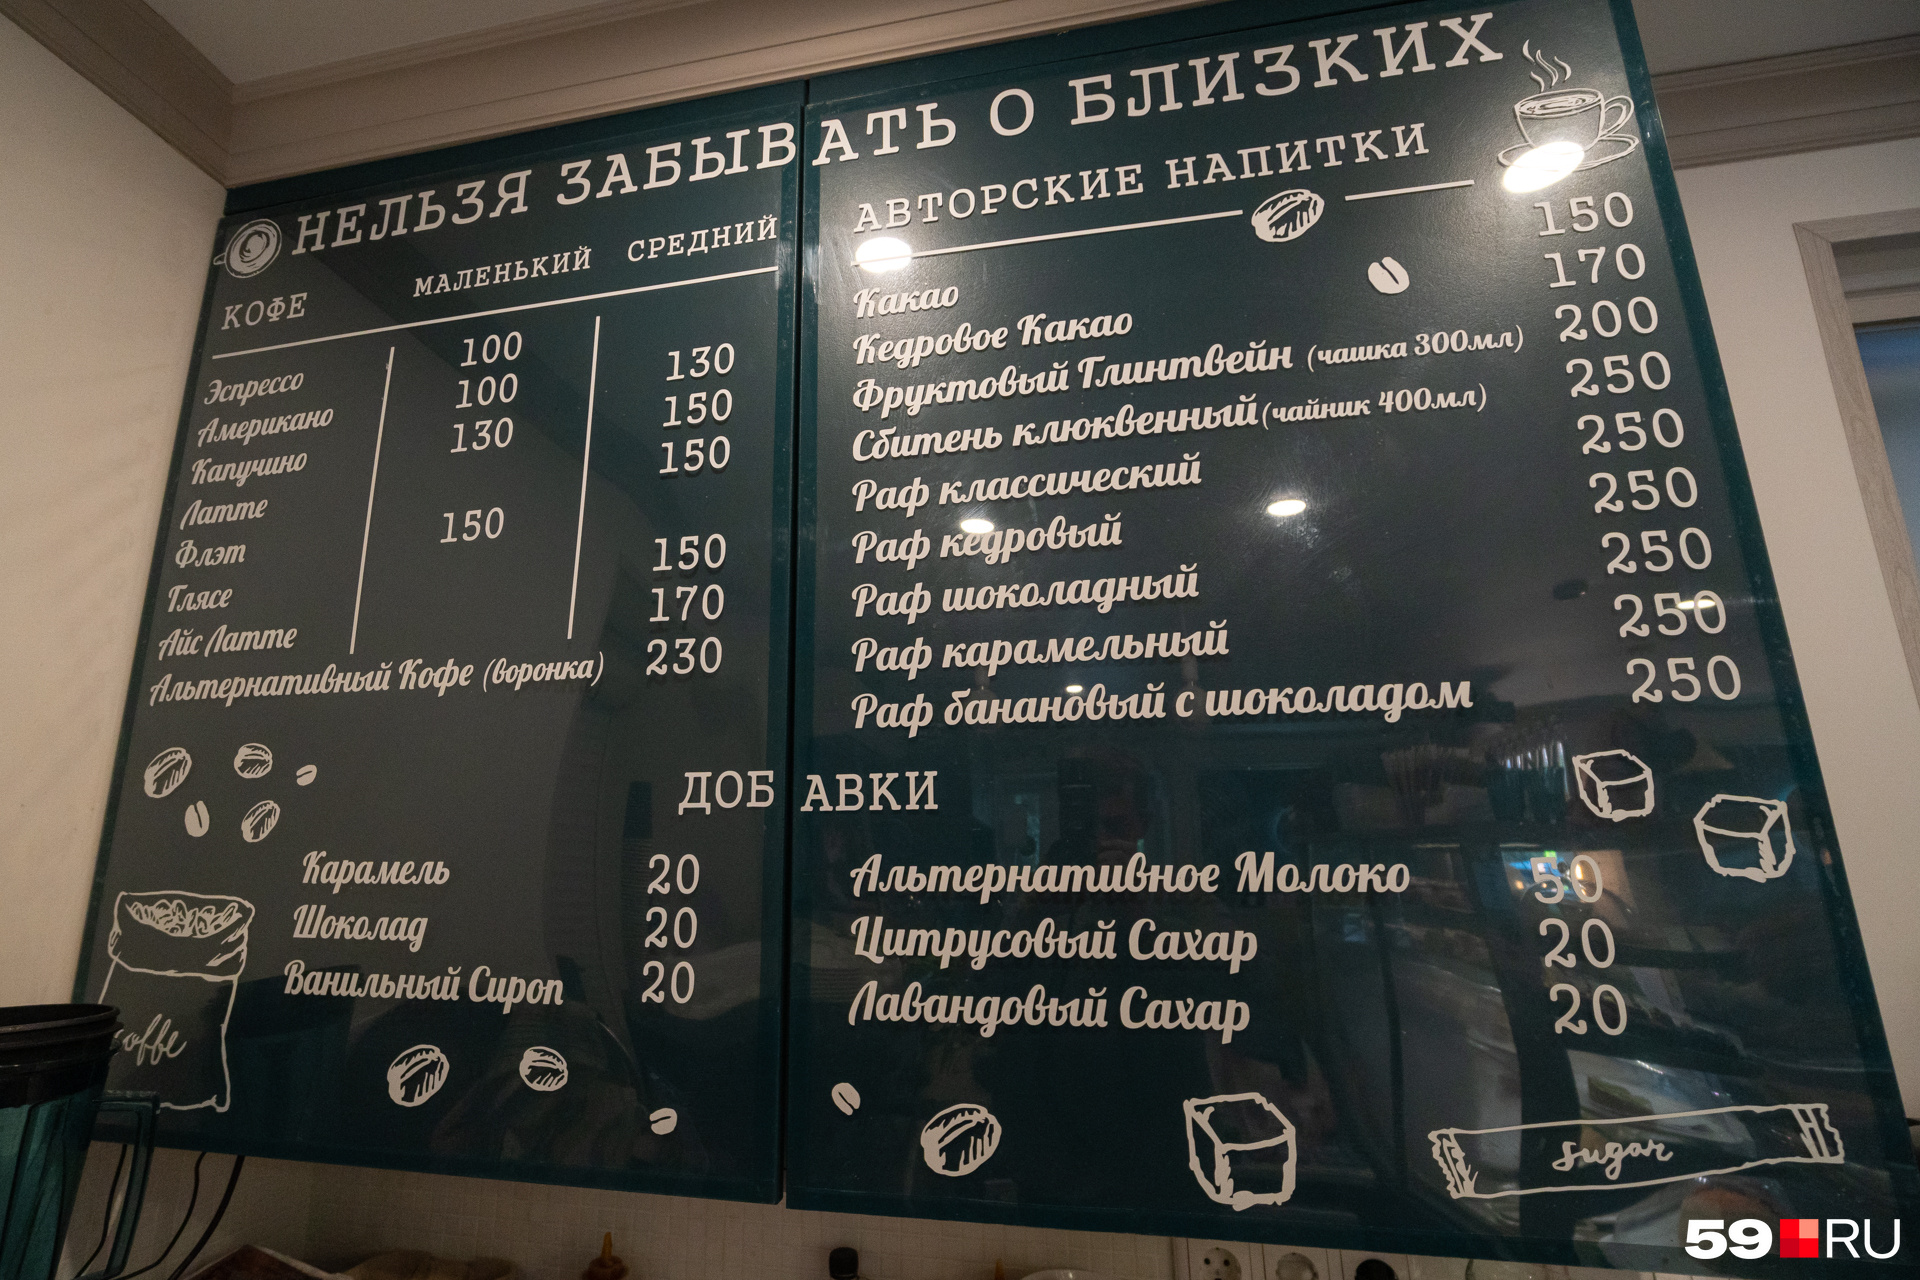 НЕЛЬЗЯ ЗАБЫВАТЬ О БЛИЗКИХ
КОФЕ МАЛЕНЬКИЙ СРЕДНИЙ
Эспрессо 100
Американо 100 130
Капучино 130 150
Латте 150
Флэт 150
Глясе 150
Айс Латте 170
Альтернативный Кофе (воронка) 230
АВТОРСКИЕ НАПИТКИ
Какао 150
Кедровое Какао 170
Фруктовый Глинтвейн (чашка 300мл) 200
Сбитень клюквенный (чайник 400мл) 250
Раф классический 250
Раф кедровый 250
Раф шоколадный 250
Раф карамельный 250
Раф банановый с шоколадом 250
ДОБАВКИ
Карамель 20
Шоколад 20
Ванильный Сироп 20
Альтернативное Молоко 50
Цитрусовый Сахар 20
Лавандовый Сахар 20
coffe
sugar
59 RU